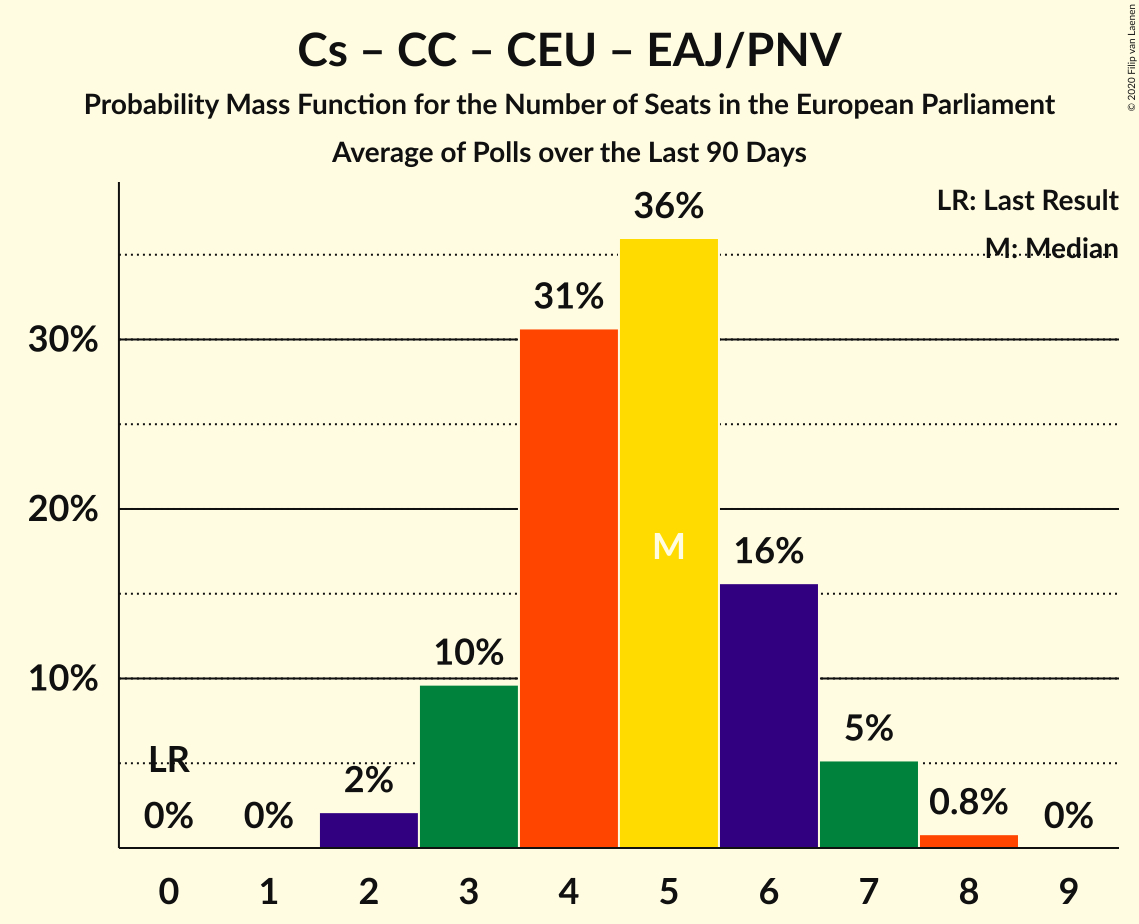 Cs – CC – CEU – EAJ/PNV
Probability Mass Function for the Number of Seats in the European Parliament
Average of Polls over the Last 90 Days
© 2020 Filip van Laenen
LR: Last Result
M: Median
36%
31%
30%
20%
M
16%
10%
10%
5%
LR
2%
0.8%
0%
0%
0%
0 1 2 3 4 5 6 7 8 9